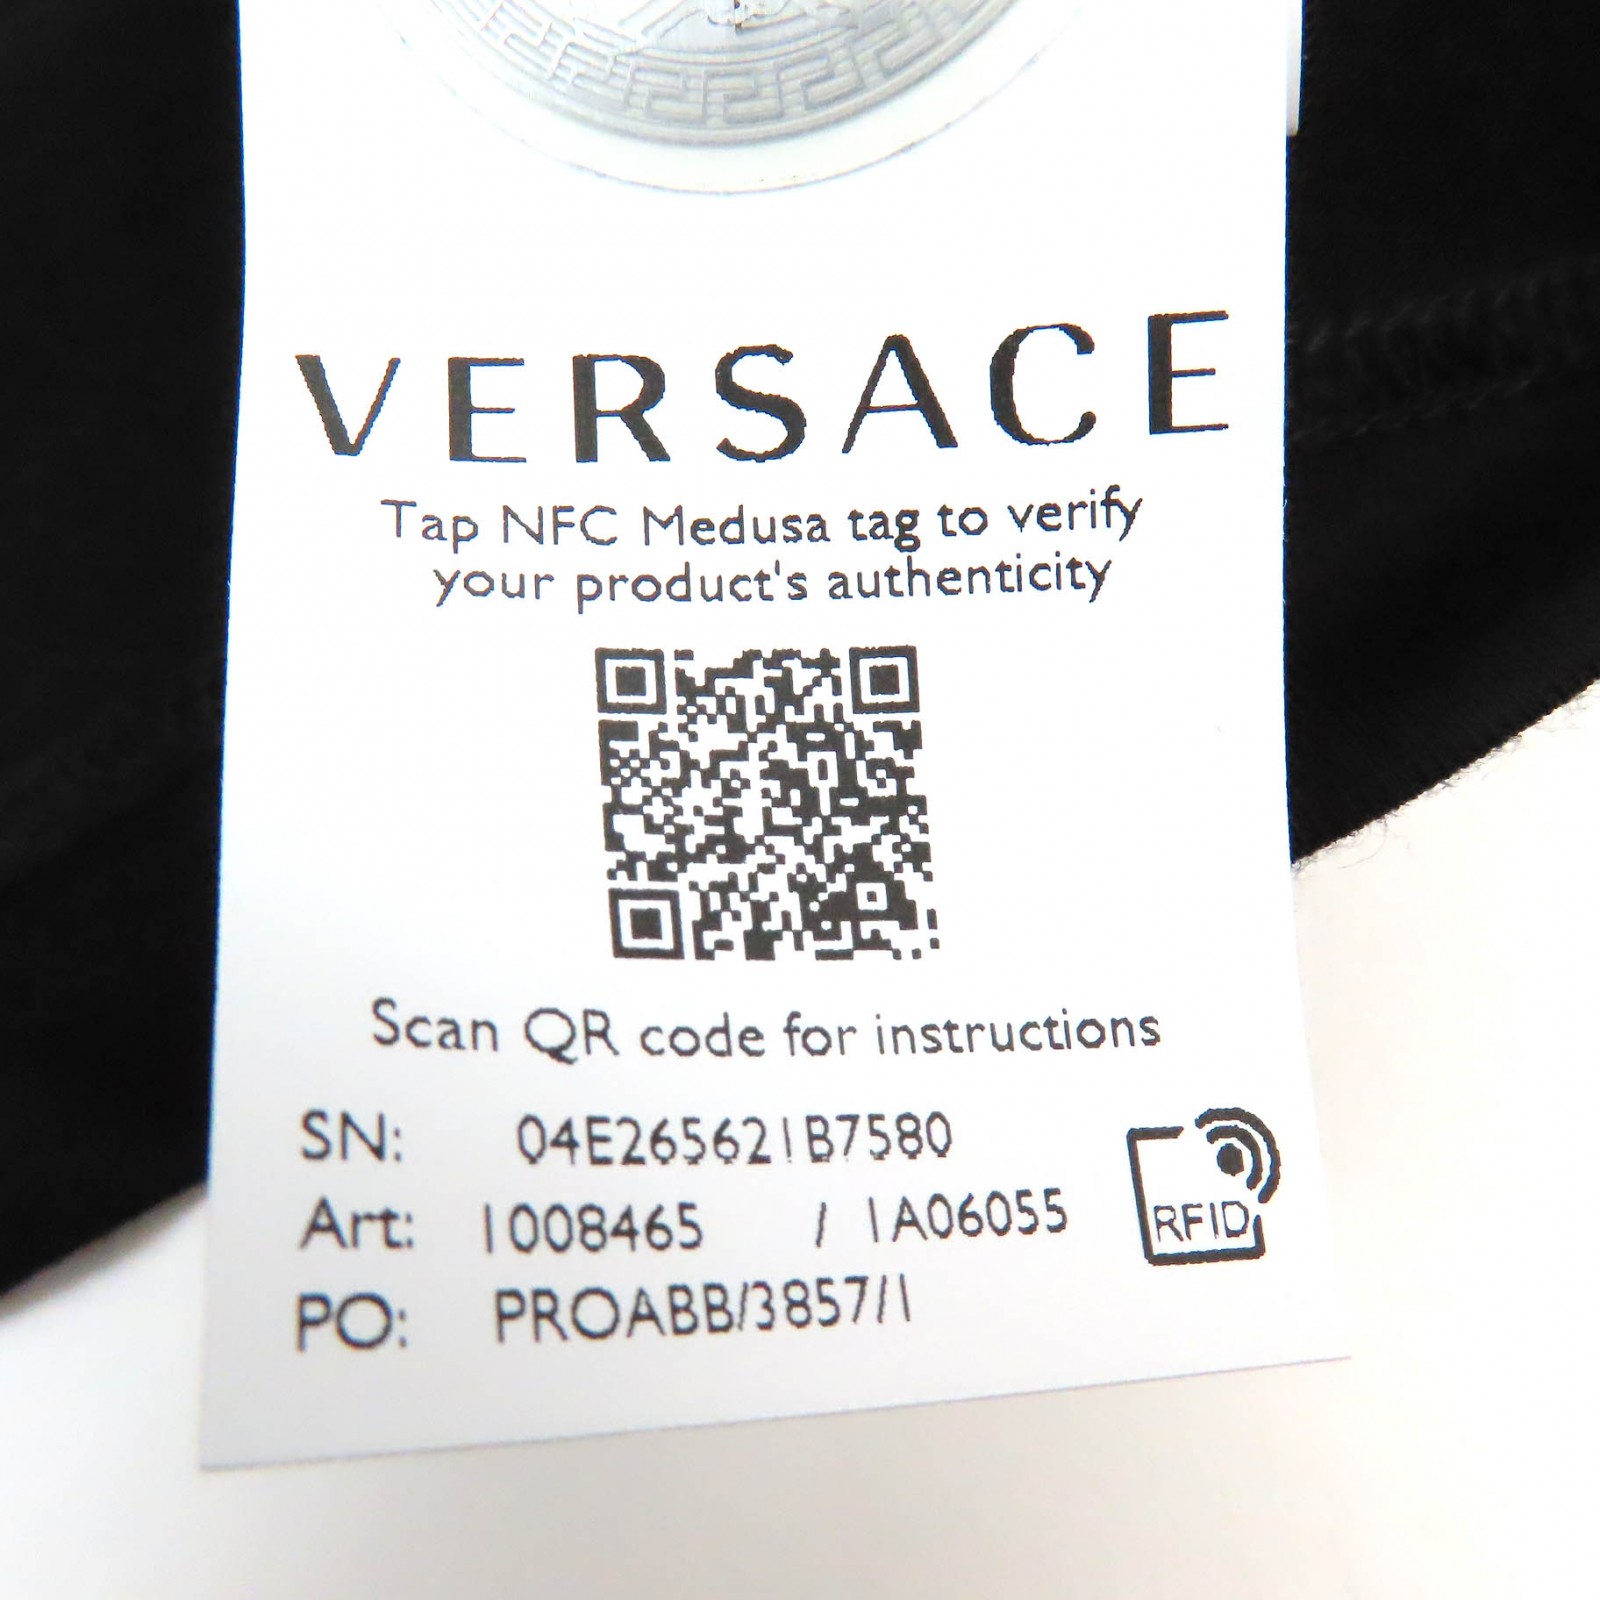 VERSACE
Tap NFC Medusa tag to verify
your product's authenticity
Scan QR code for instructions
SN: 04E265621B7580
Art: 1008465 / 1A06055
PO: PROABB/3857/1
RFID